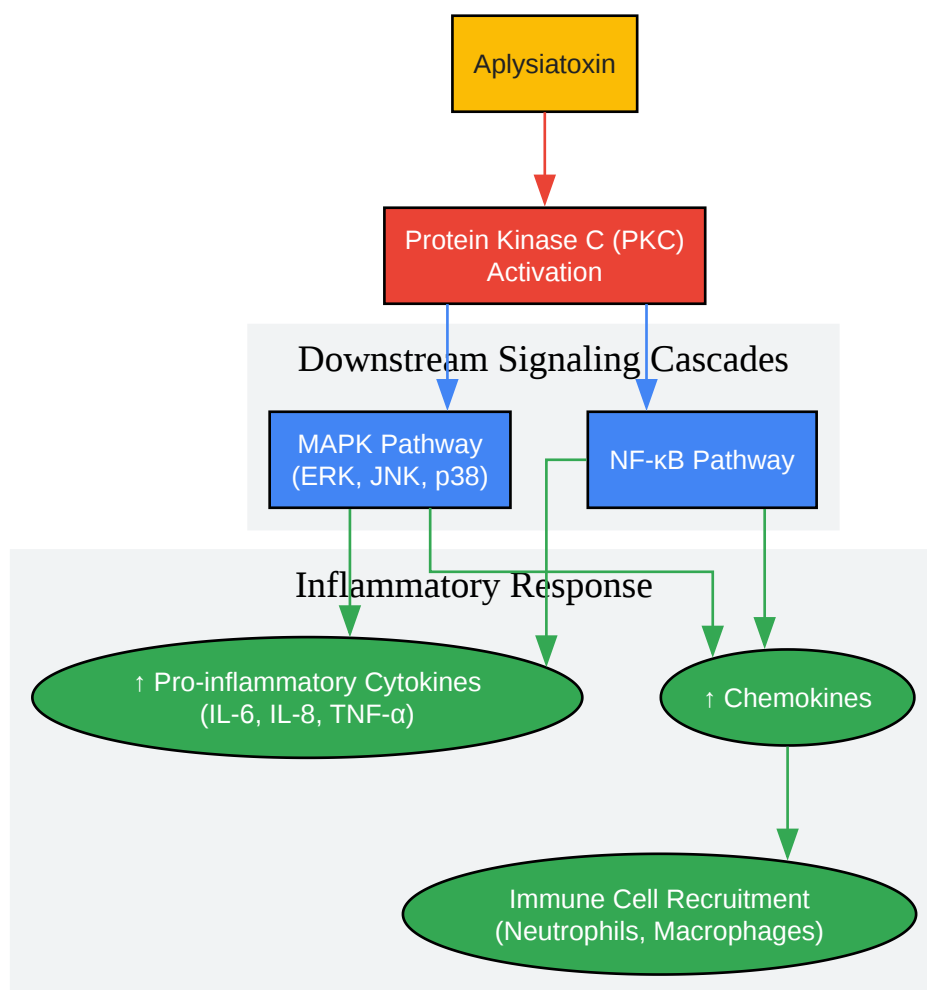 Aplysiatoxin
Protein Kinase C (PKC)
Activation
Downstream Signaling Cascades
MAPK Pathway
(ERK, JNK, p38)
NF-κB Pathway
Inflammatory Response
↑ Pro-inflammatory Cytokines
(IL-6, IL-8, TNF-α)
↑ Chemokines
Immune Cell Recruitment
(Neutrophils, Macrophages)